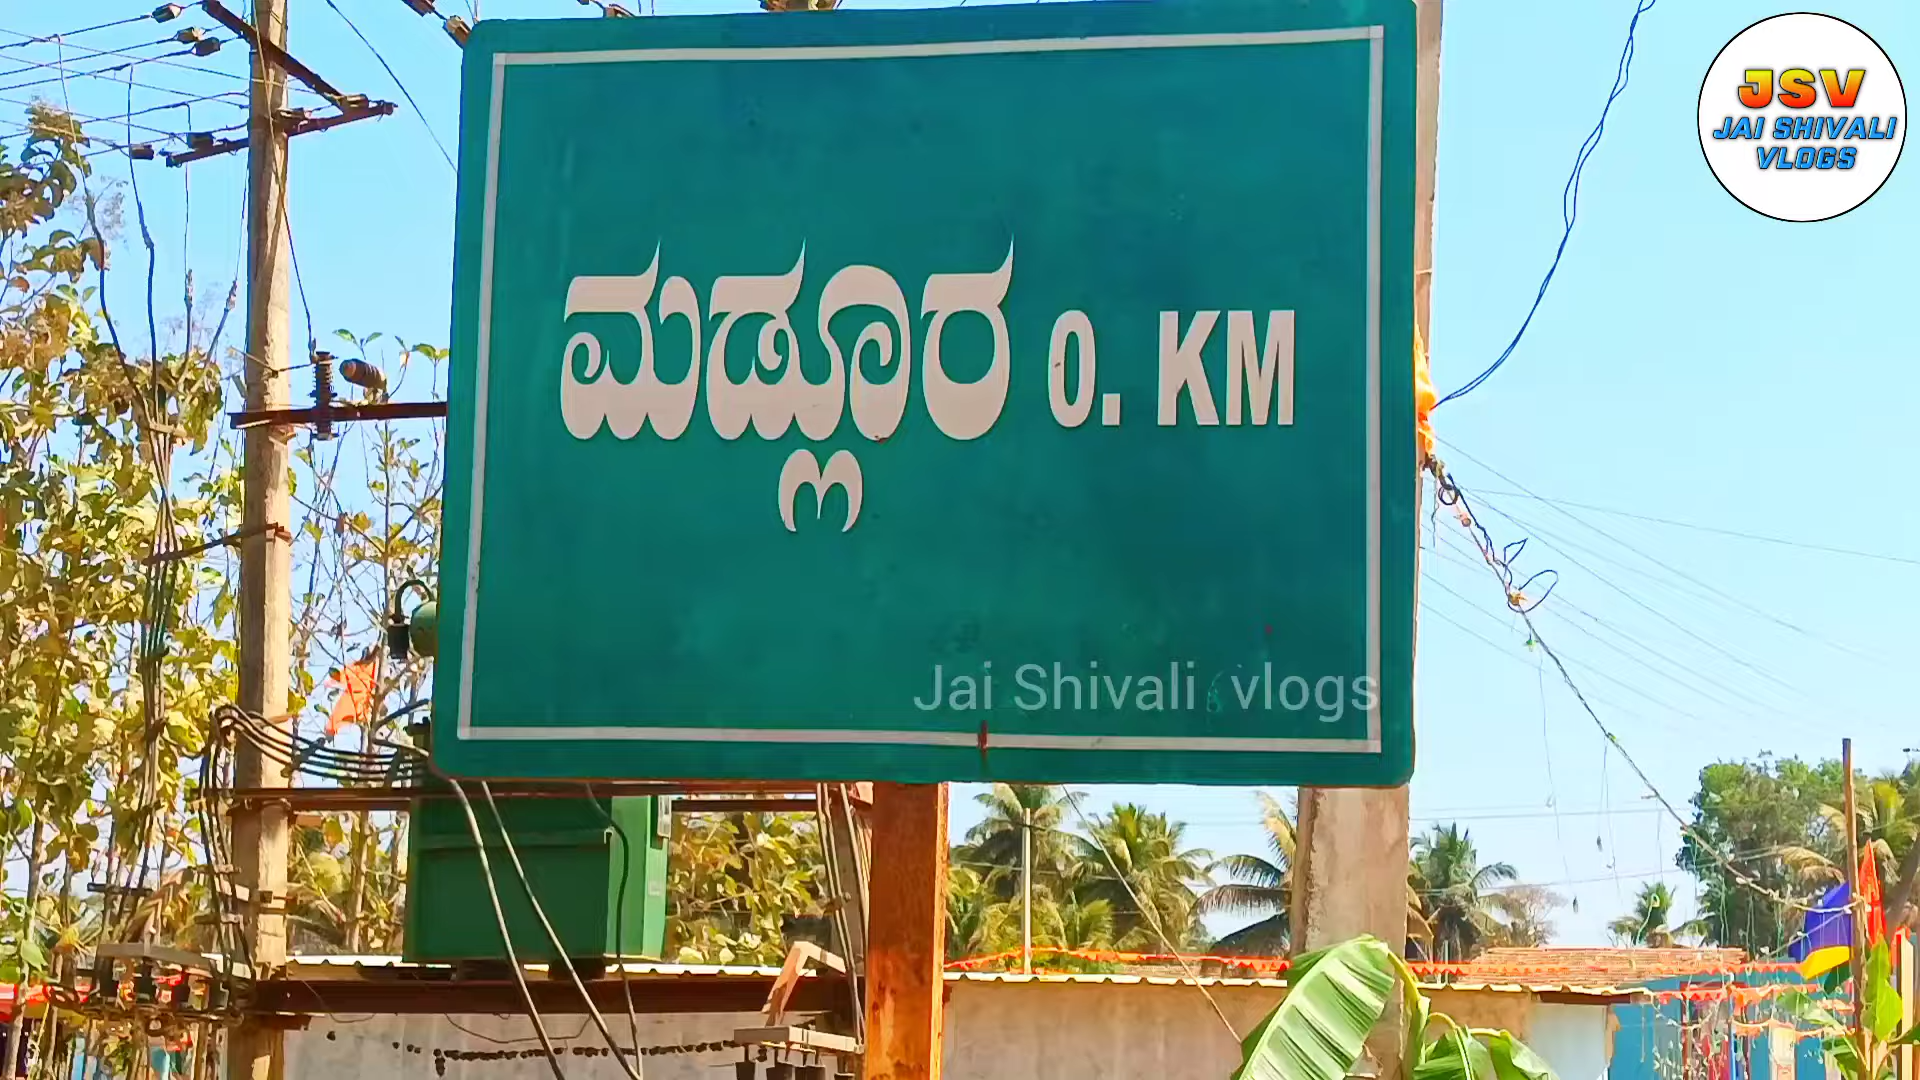 ಮಡ್ಲೂರ 0. KM
JSV
JAI SHIVALI
VLOGS
Jai Shivali vlogs